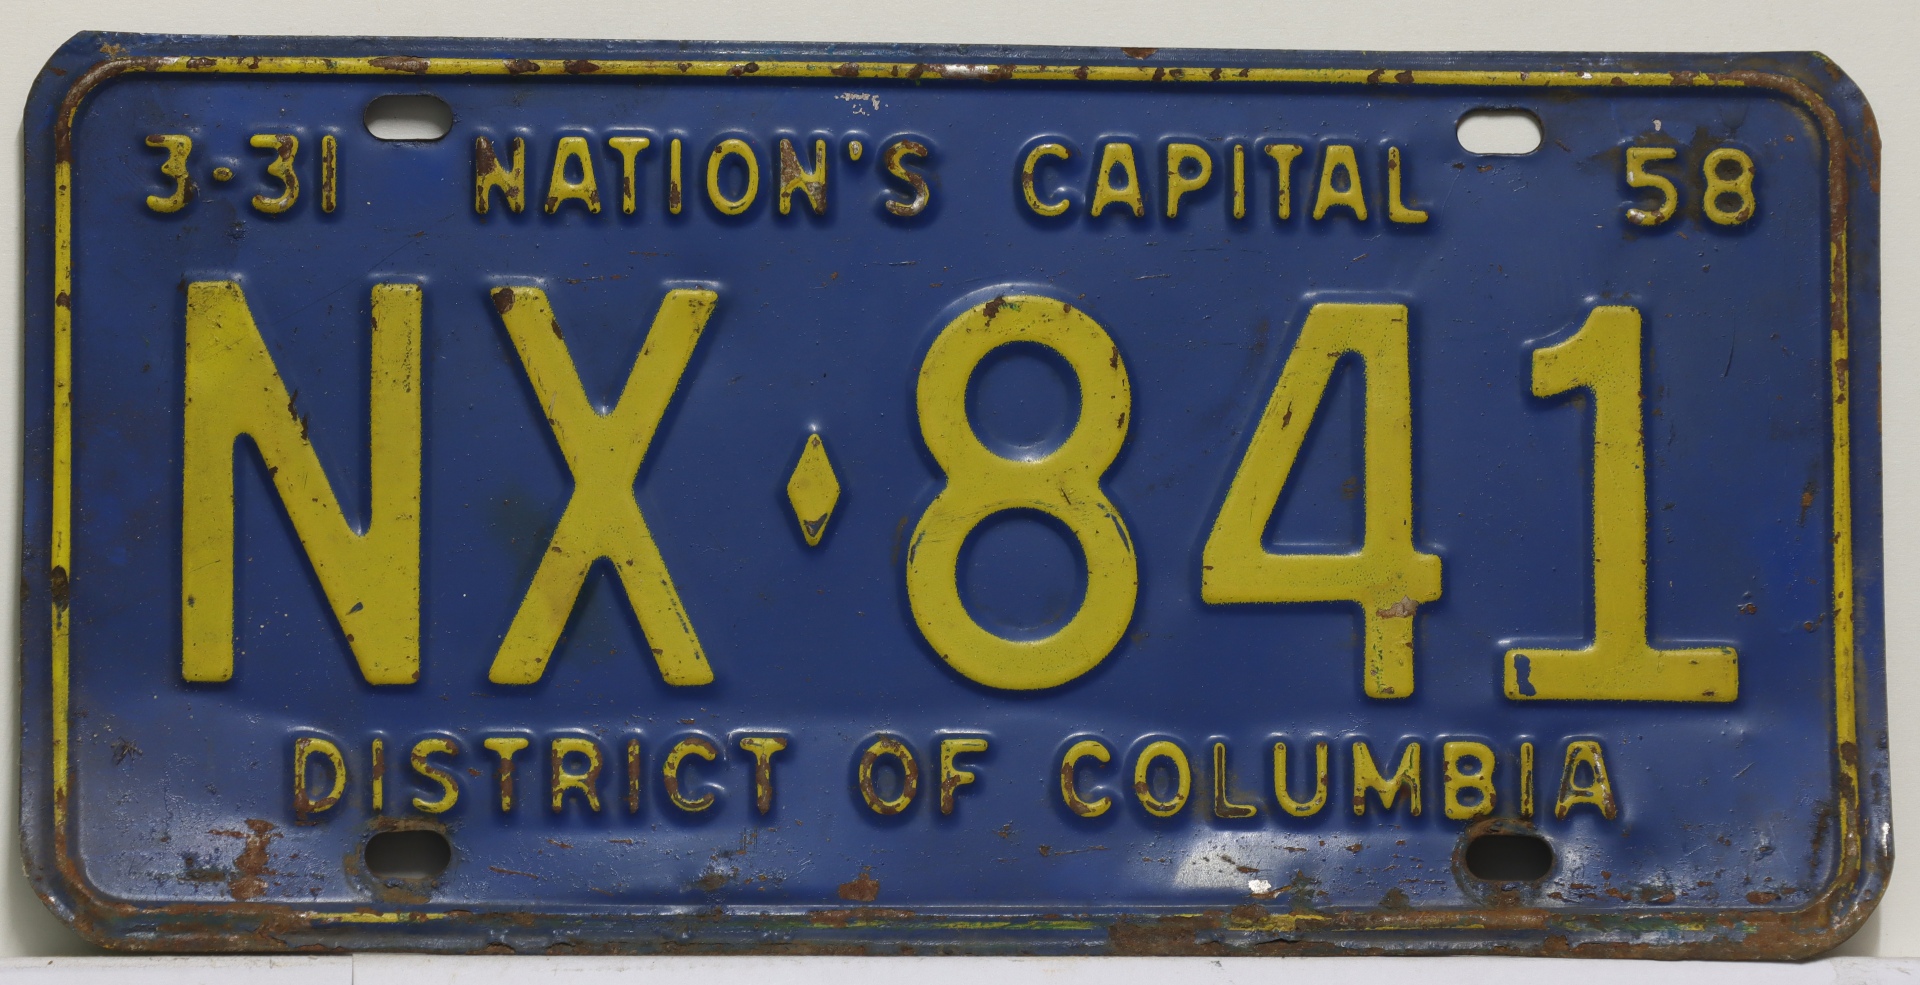 3·31 NATION'S CAPITAL 58
NX♦841
DISTRICT OF COLUMBIA